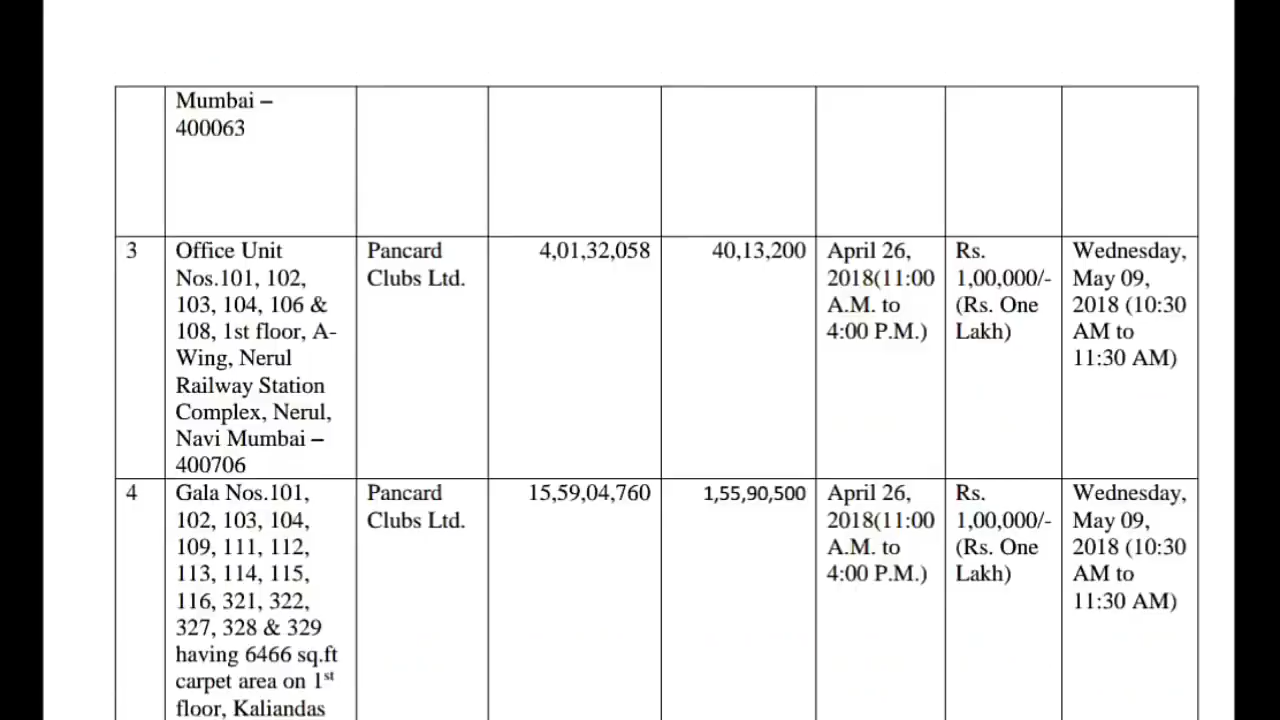 Mumbai –
400063
3
Office Unit
Nos.101, 102,
103, 104, 106 &
108, 1st floor, A-
Wing, Nerul
Railway Station
Complex, Nerul,
Navi Mumbai –
400706
Pancard
Clubs Ltd.
4,01,32,058
40,13,200
April 26,
2018(11:00
A.M. to
4:00 P.M.)
Rs.
1,00,000/-
(Rs. One
Lakh)
Wednesday,
May 09,
2018 (10:30
AM to
11:30 AM)
4
Gala Nos.101,
102, 103, 104,
109, 111, 112,
113, 114, 115,
116, 321, 322,
327, 328 & 329
having 6466 sq.ft
carpet area on 1st
floor, Kaliandas
Pancard
Clubs Ltd.
15,59,04,760
1,55,90,500
April 26,
2018(11:00
A.M. to
4:00 P.M.)
Rs.
1,00,000/-
(Rs. One
Lakh)
Wednesday,
May 09,
2018 (10:30
AM to
11:30 AM)